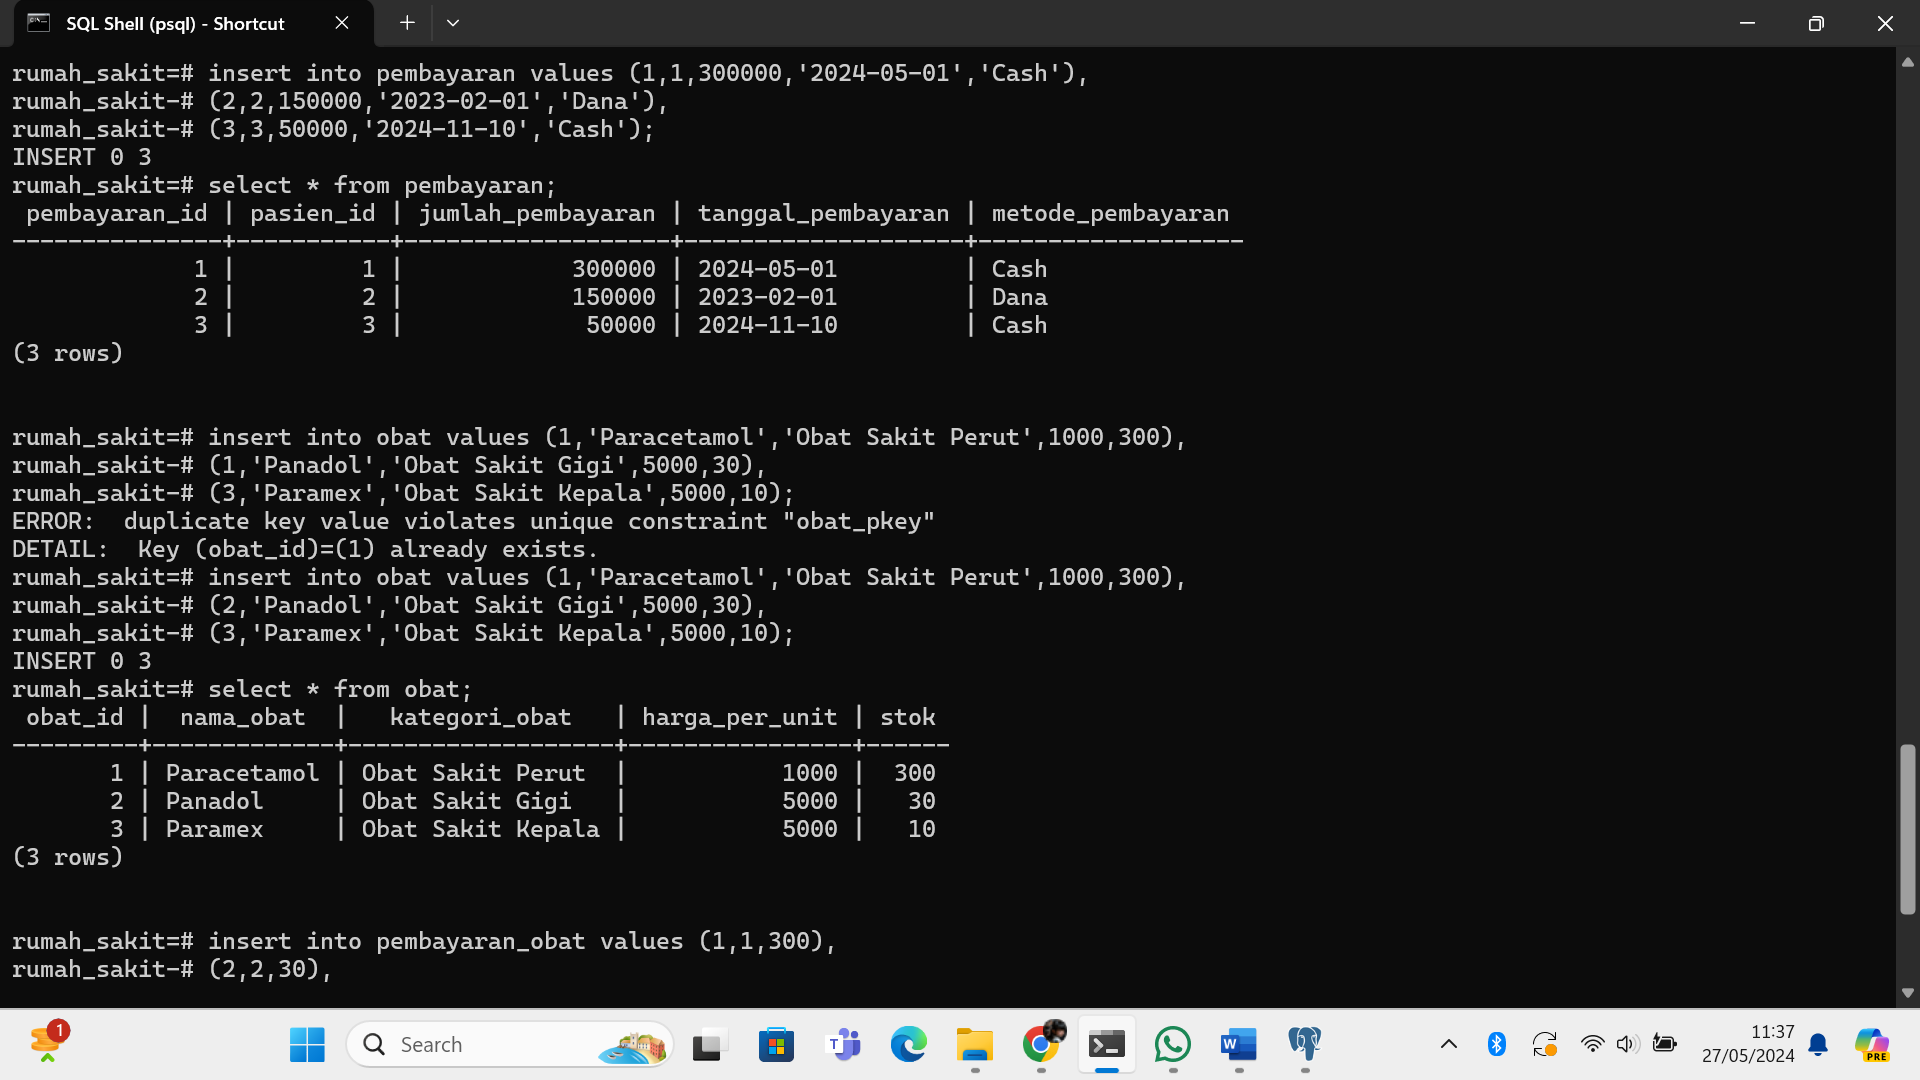 SQL Shell (psql) - Shortcut
rumah_sakit=# insert into pembayaran values (1,1,300000,'2024-05-01','Cash'),
rumah_sakit-# (2,2,150000,'2023-02-01','Dana'),
rumah_sakit-# (3,3,50000,'2024-11-10','Cash');
INSERT 0 3
rumah_sakit=# select * from pembayaran;
 pembayaran_id | pasien_id | jumlah_pembayaran | tanggal_pembayaran | metode_pembayaran
---------------+-----------+-------------------+--------------------+-------------------
             1 |         1 |            300000 | 2024-05-01         | Cash
             2 |         2 |            150000 | 2023-02-01         | Dana
             3 |         3 |             50000 | 2024-11-10         | Cash
(3 rows)
rumah_sakit=# insert into obat values (1,'Paracetamol','Obat Sakit Perut',1000,300),
rumah_sakit-# (1,'Panadol','Obat Sakit Gigi',5000,30),
rumah_sakit-# (3,'Paramex','Obat Sakit Kepala',5000,10);
ERROR:  duplicate key value violates unique constraint "obat_pkey"
DETAIL:  Key (obat_id)=(1) already exists.
rumah_sakit=# insert into obat values (1,'Paracetamol','Obat Sakit Perut',1000,300),
rumah_sakit-# (2,'Panadol','Obat Sakit Gigi',5000,30),
rumah_sakit-# (3,'Paramex','Obat Sakit Kepala',5000,10);
INSERT 0 3
rumah_sakit=# select * from obat;
 obat_id |  nama_obat  |   kategori_obat   | harga_per_unit | stok
---------+-------------+-------------------+----------------+------
       1 | Paracetamol | Obat Sakit Perut  |           1000 |  300
       2 | Panadol     | Obat Sakit Gigi   |           5000 |   30
       3 | Paramex     | Obat Sakit Kepala |           5000 |   10
(3 rows)
rumah_sakit=# insert into pembayaran_obat values (1,1,300),
rumah_sakit-# (2,2,30),
1
Search
T
W
11:37
27/05/2024
PRE